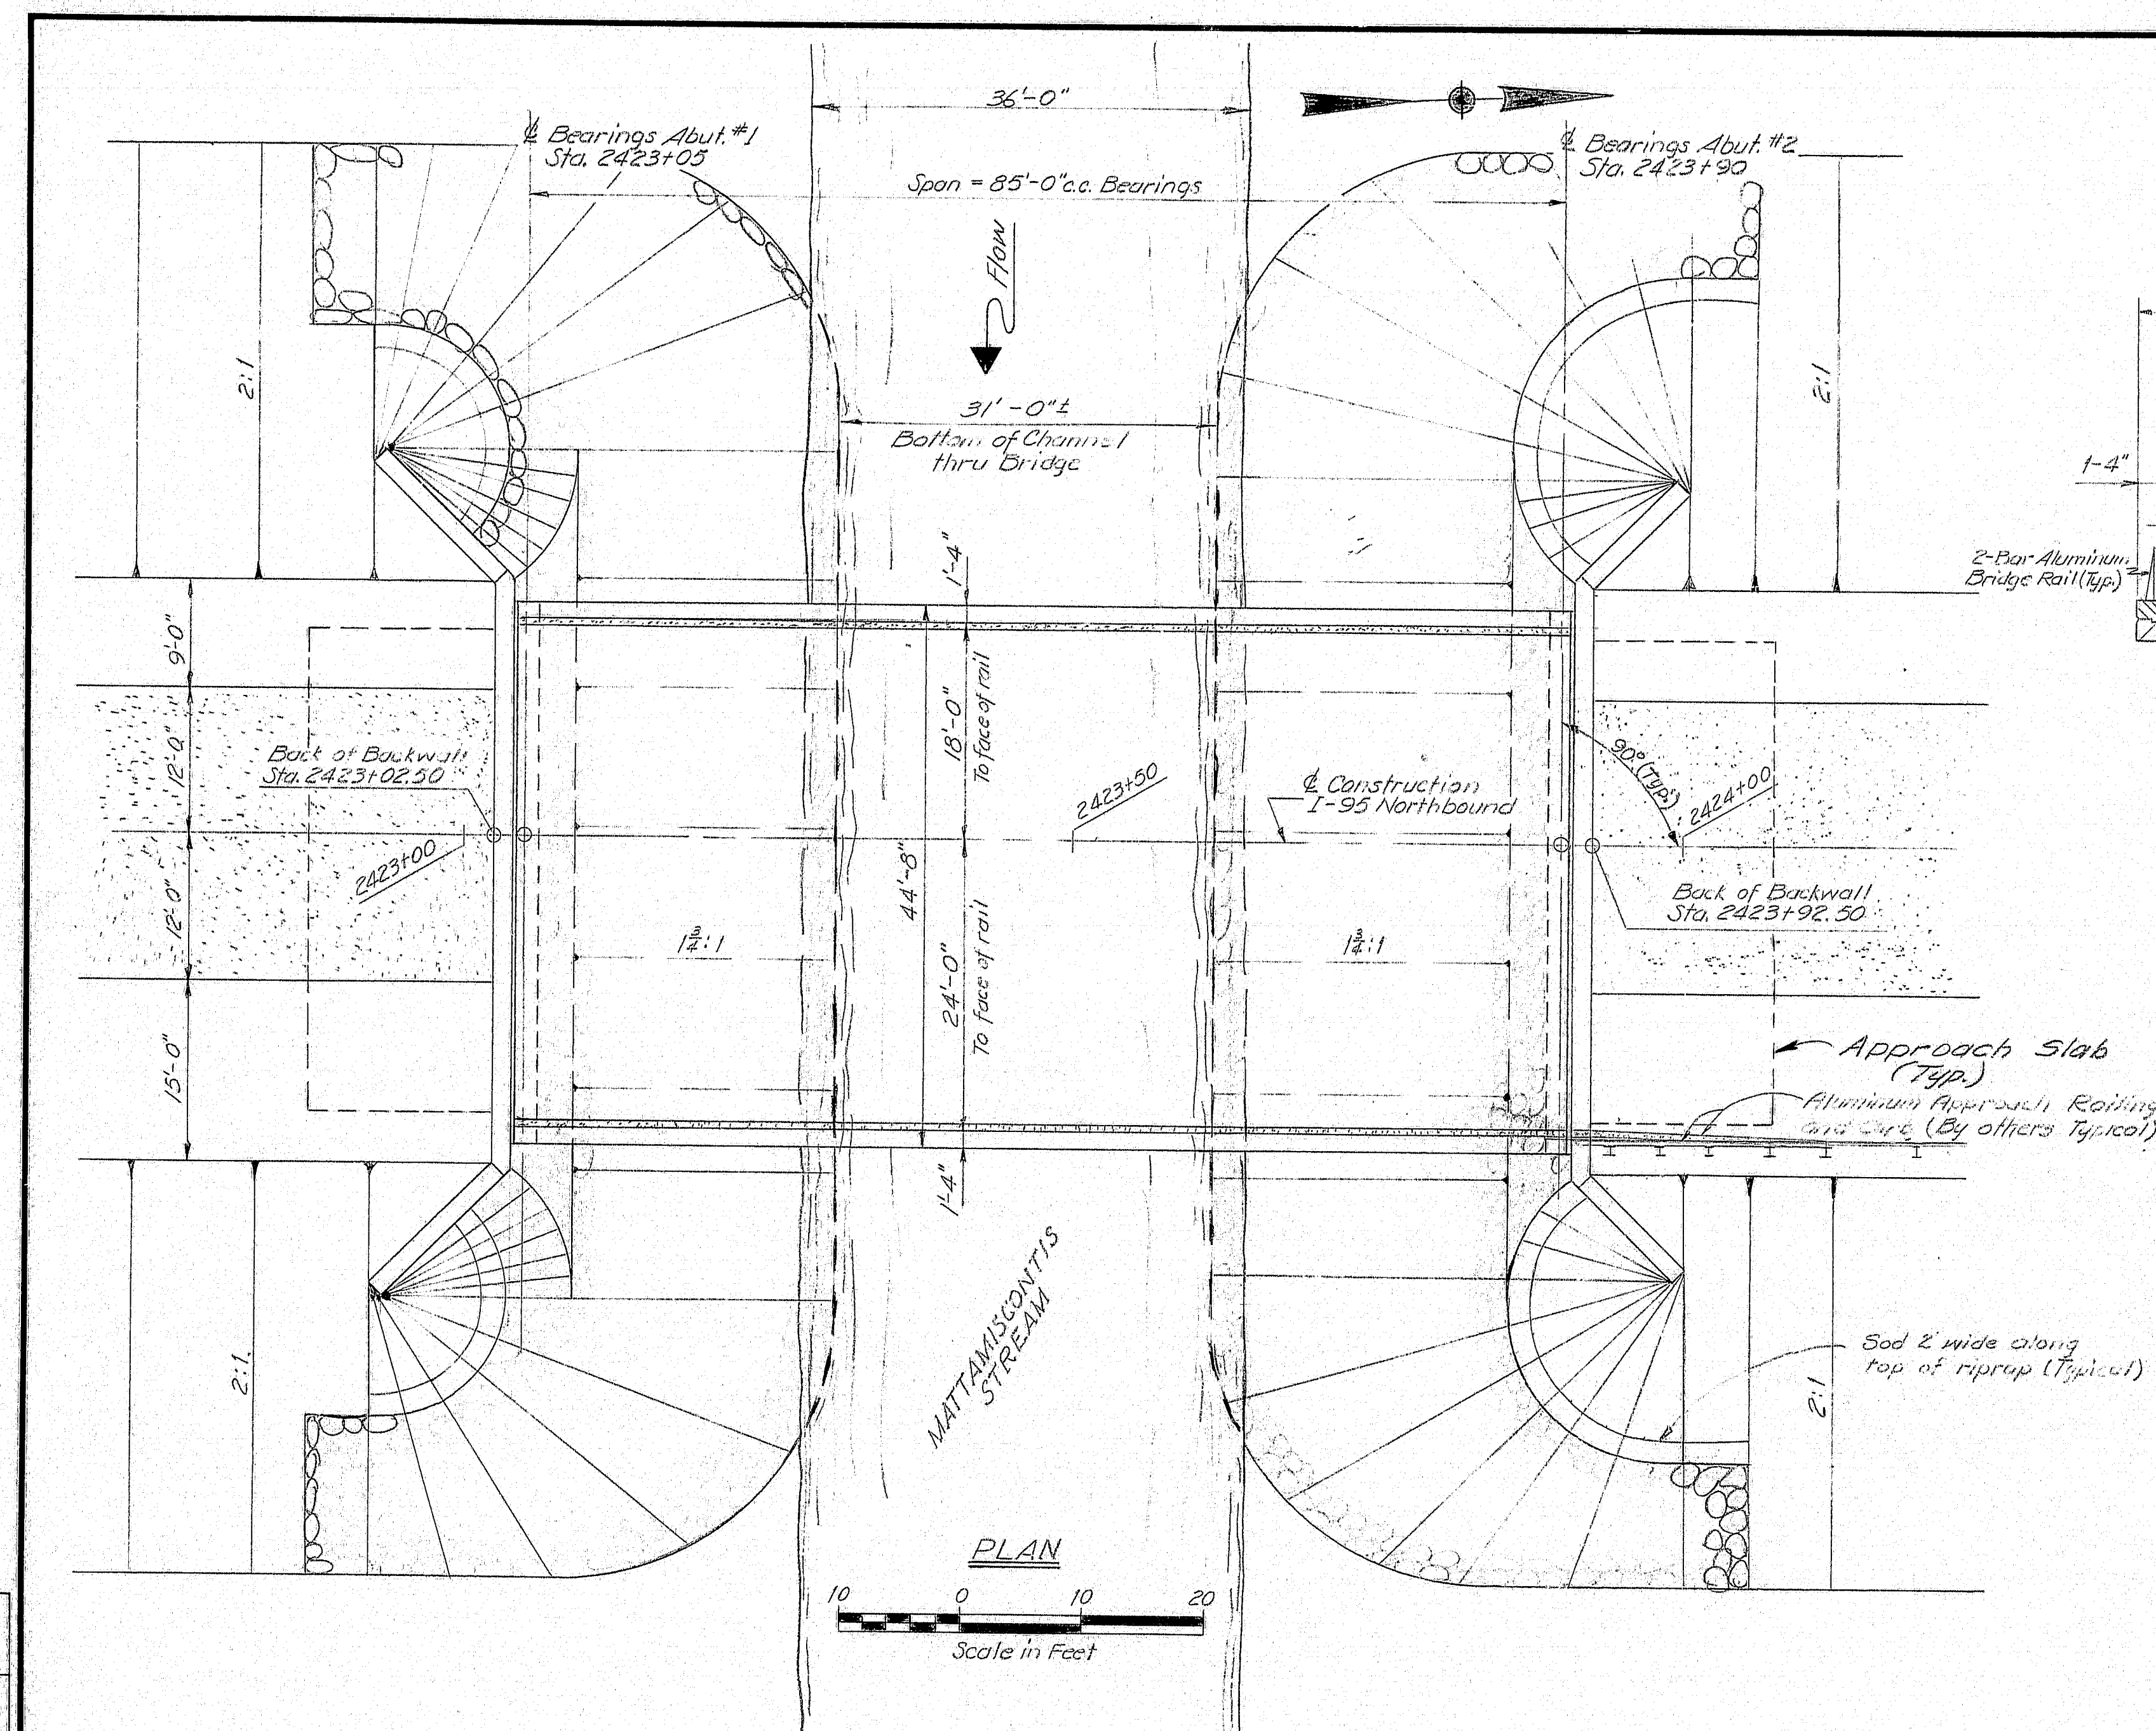 36'-0"
℄ Bearings Abut. #1
Sta. 2423+05
℄ Bearings Abut. #2
Sta. 2423+90
Span = 85'-0" c.c. Bearings
Flow
2:1
2:1
31'-0"±
Bottom of Channel
thru Bridge
1-4"
2-Bar Aluminum
Bridge Rail (Typ.)
1'-4"
9'-0"
18'-0"
To face of rail
12'-0"
Back of Backwall
Sta. 2423+02.50
2423+00
2423+50
℄ Construction
I-95 Northbound
90° (Typ.)
2424+00
44'-8"
12'-0"
Back of Backwall
Sta. 2423+92.50
1¾:1
1¾:1
24'-0"
To face of rail
15'-0"
Approach Slab
(Typ.)
Aluminum Approach Railing
and Curb (By others Typical)
1'-4"
MATTAMISCONTIS
STREAM
Sod 2' wide along
top of riprap (Typical)
2:1
2:1
PLAN
10 0 10 20
Scale in Feet